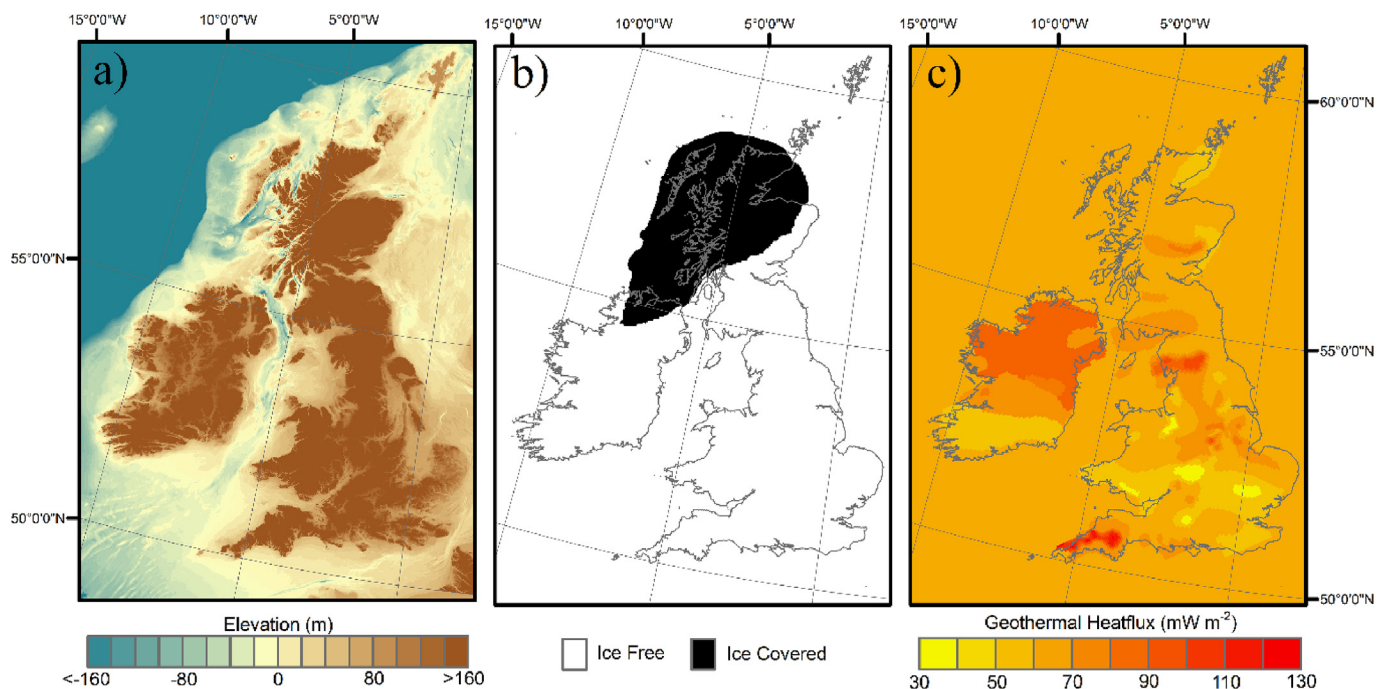 15°0'0"W 10°0'0"W 5°0'0"W
15°0'0"W 10°0'0"W 5°0'0"W
15°0'0"W 10°0'0"W 5°0'0"W
a)
b)
c)
60°0'0"N
55°0'0"N
55°0'0"N
50°0'0"N
50°0'0"N
Elevation (m)
<-160 -80 0 80 >160
Ice Free Ice Covered
Geothermal Heatflux (mW m⁻²)
30 50 70 90 110 130